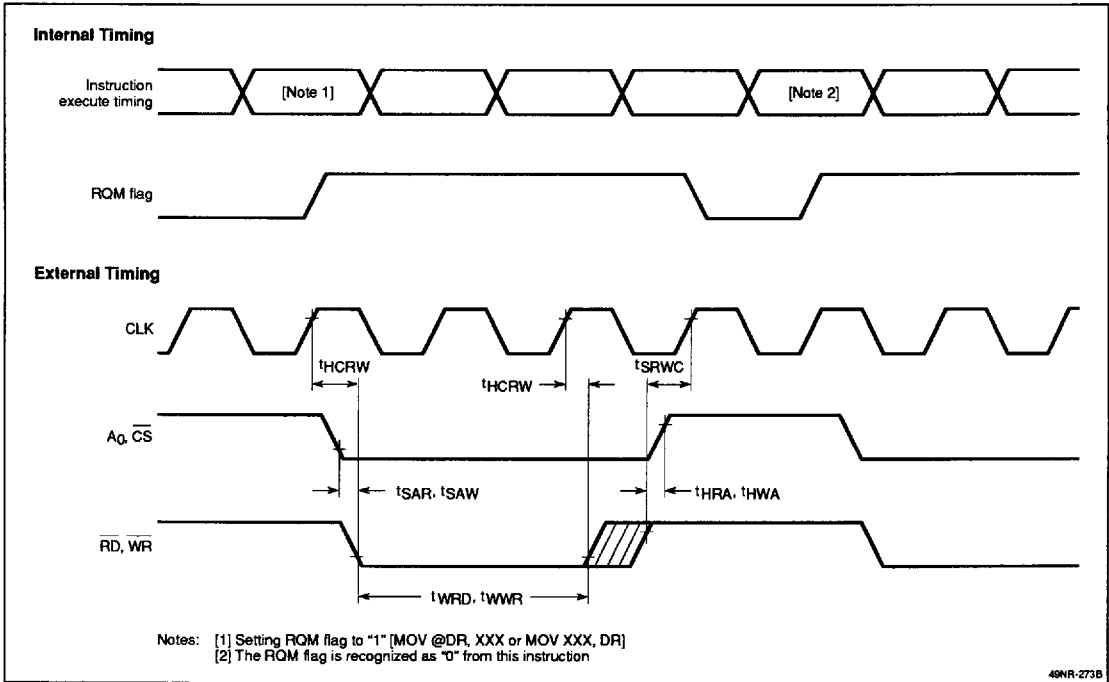 Internal Timing
Instruction
execute timing
[Note 1]
[Note 2]
RQM flag
External Timing
CLK
tHCRW
tHCRW
tSRWC
A0, CS
tSAR, tSAW
tHRA, tHWA
RD, WR
tWRD, tWWR
Notes: [1] Setting RQM flag to "1" [MOV @DR, XXX or MOV XXX, DR]
[2] The RQM flag is recognized as "0" from this instruction
49NR-273B